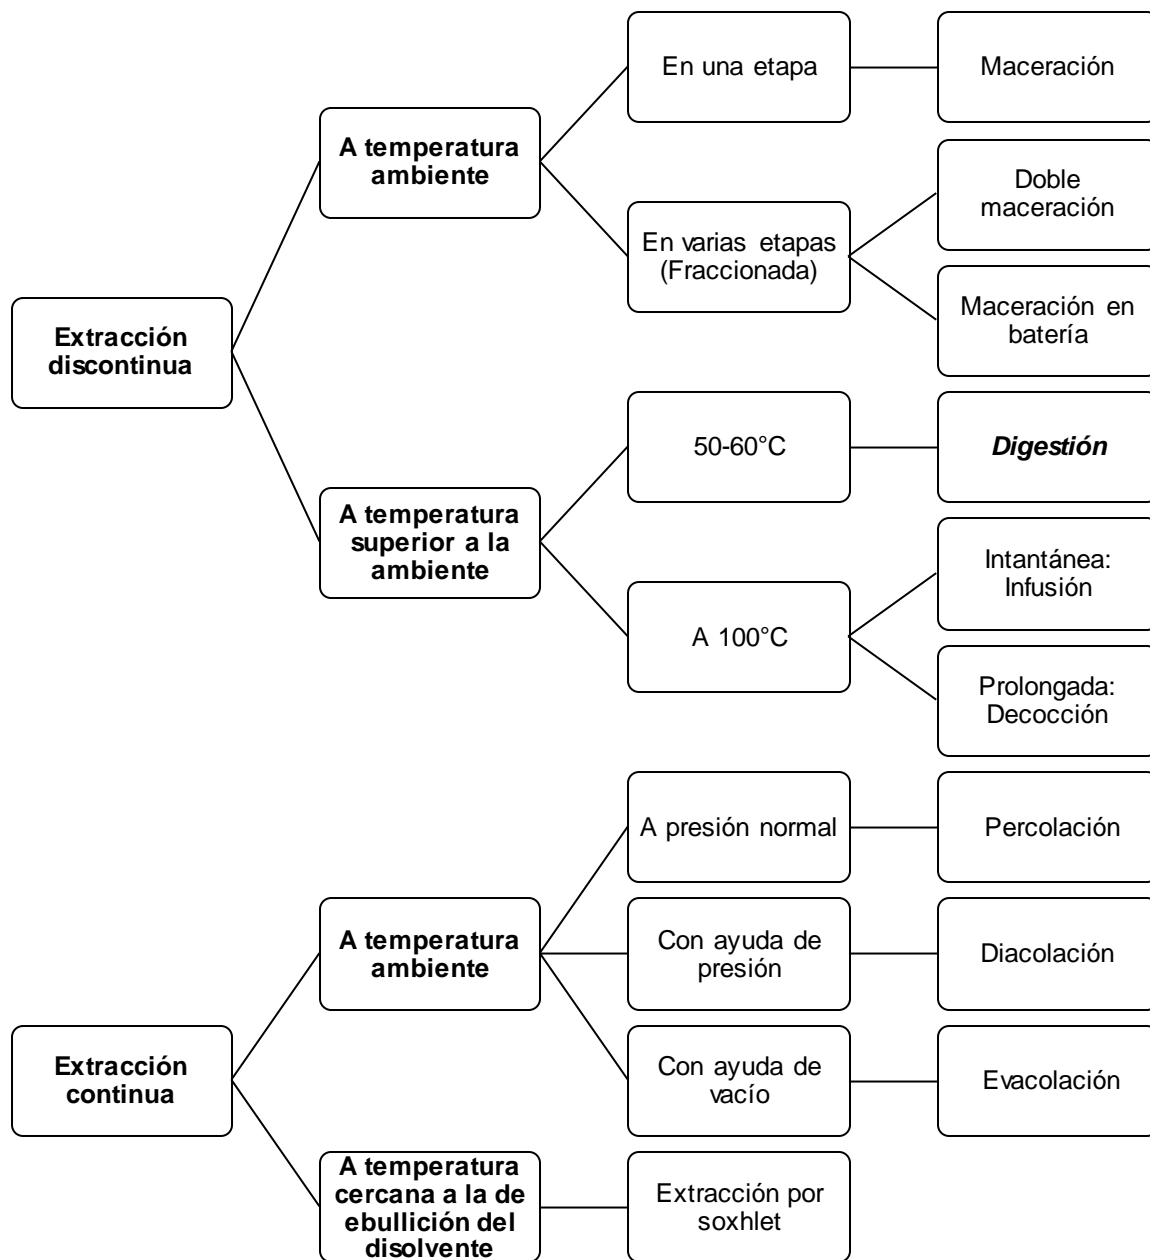 En una etapa
Maceración
A temperatura
ambiente
Doble
maceración
En varias etapas
(Fraccionada)
Maceración en
batería
Extracción
discontinua
50-60°C
Digestión
A temperatura
superior a la
ambiente
Intantánea:
Infusión
A 100°C
Prolongada:
Decocción
A presión normal
Percolación
A temperatura
ambiente
Con ayuda de
presión
Diacolación
Extracción
continua
Con ayuda de
vacío
Evacolación
A temperatura
cercana a la de
ebullición del
disolvente
Extracción por
soxhlet